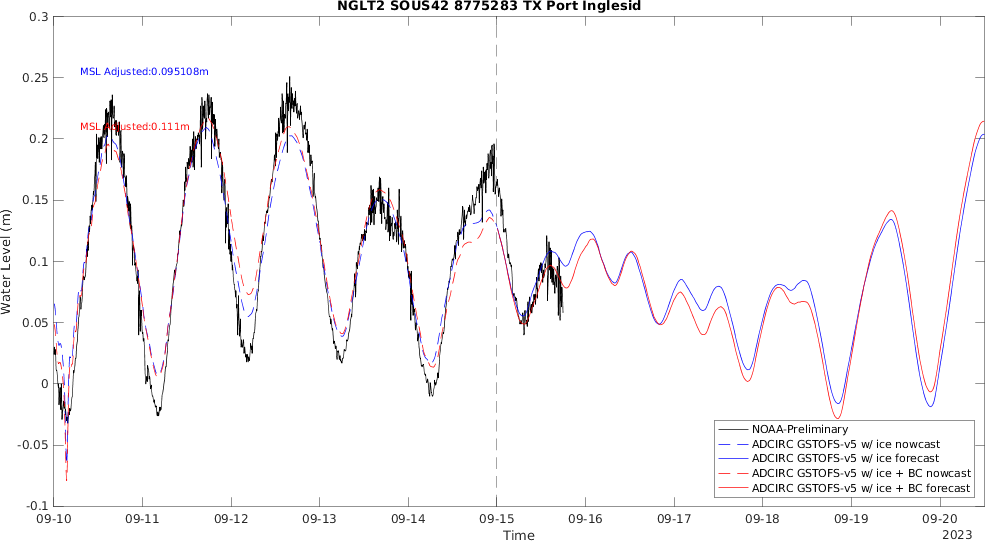 NGLT2 SOUS42 8775283 TX Port Inglesid
0.3
0.25
0.2
0.15
0.1
0.05
0
-0.05
-0.1
Water Level (m)
MSL Adjusted:0.095108m
MSL Adjusted:0.111m
NOAA-Preliminary
ADCIRC GSTOFS-v5 w/ ice nowcast
ADCIRC GSTOFS-v5 w/ ice forecast
ADCIRC GSTOFS-v5 w/ ice + BC nowcast
ADCIRC GSTOFS-v5 w/ ice + BC forecast
09-10 09-11 09-12 09-13 09-14 09-15 09-16 09-17 09-18 09-19 09-20
Time
2023